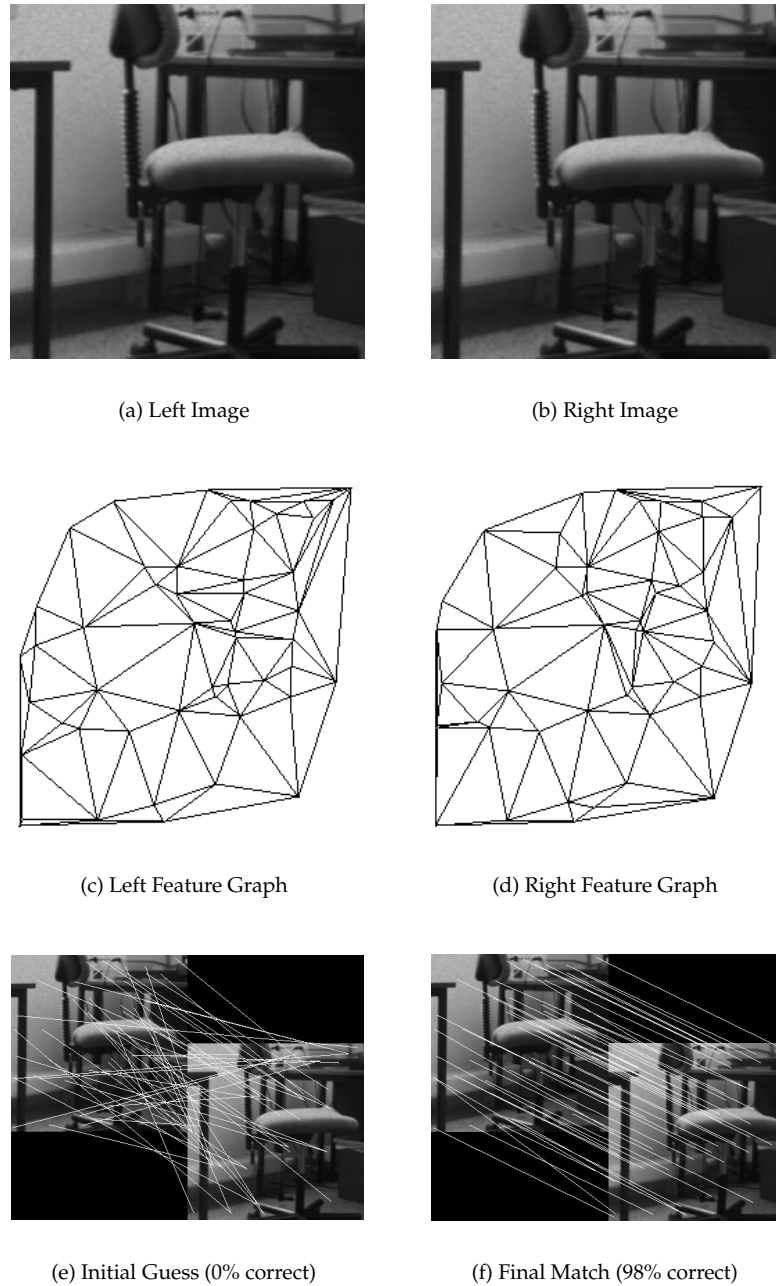 (a) Left Image
(b) Right Image
(c) Left Feature Graph
(d) Right Feature Graph
(e) Initial Guess (0% correct)
(f) Final Match (98% correct)